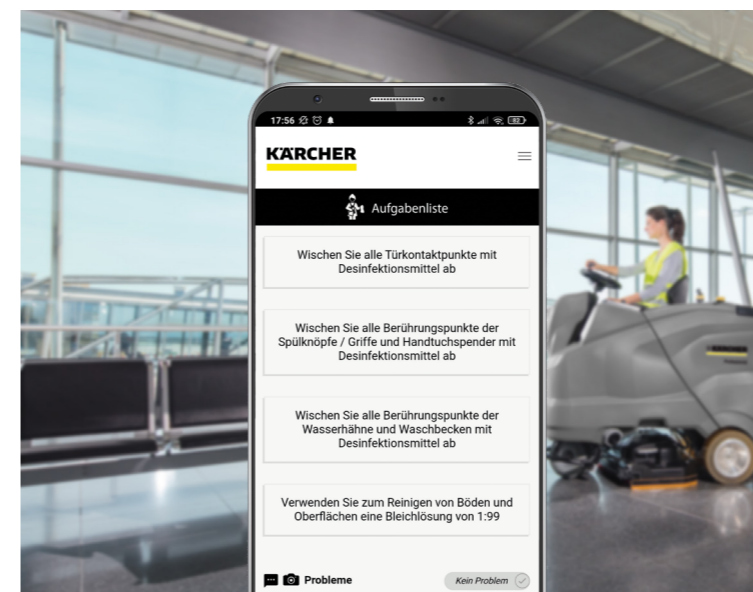 17:56
92
KÄRCHER
Aufgabenliste
Wischen Sie alle Türkontaktpunkte mit
Desinfektionsmittel ab
Wischen Sie alle Berührungspunkte der
Spülknöpfe / Griffe und Handtuchspender mit
Desinfektionsmittel ab
Wischen Sie alle Berührungspunkte der
Wasserhähne und Waschbecken mit
Desinfektionsmittel ab
Verwenden Sie zum Reinigen von Böden und
Oberflächen eine Bleichlösung von 1:99
Probleme
Kein Problem
KÄRCHER